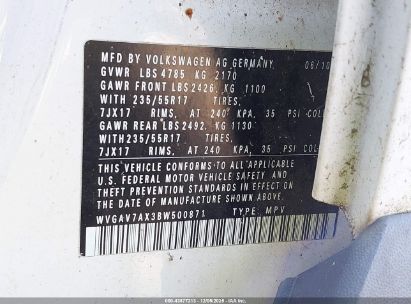 MFD BY VOLKSWAGEN AG GERMANY 08/10
GVWR LBS 4785 KG 2170
GAWR FRONT LBS 2426 KG 1100
WITH 235/55R17 TIRES,
7JX17 RIMS, AT 240 KPA, 35 PSI COL
GAWR REAR LBS 2492 KG 1130
WITH 235/55R17 TIRES,
7JX17 RIMS, AT 240 KPA, 35 PSI
THIS VEHICLE CONFORMS TO ALL APPLICABLE
U.S. FEDERAL MOTOR VEHICLE SAFETY AND
THEFT PREVENTION STANDARDS IN EFFECT ON
THE DATE OF MANUFACTURE SHOWN ABOVE.
WVGAV7AX3BW500871 TYPE: MPV